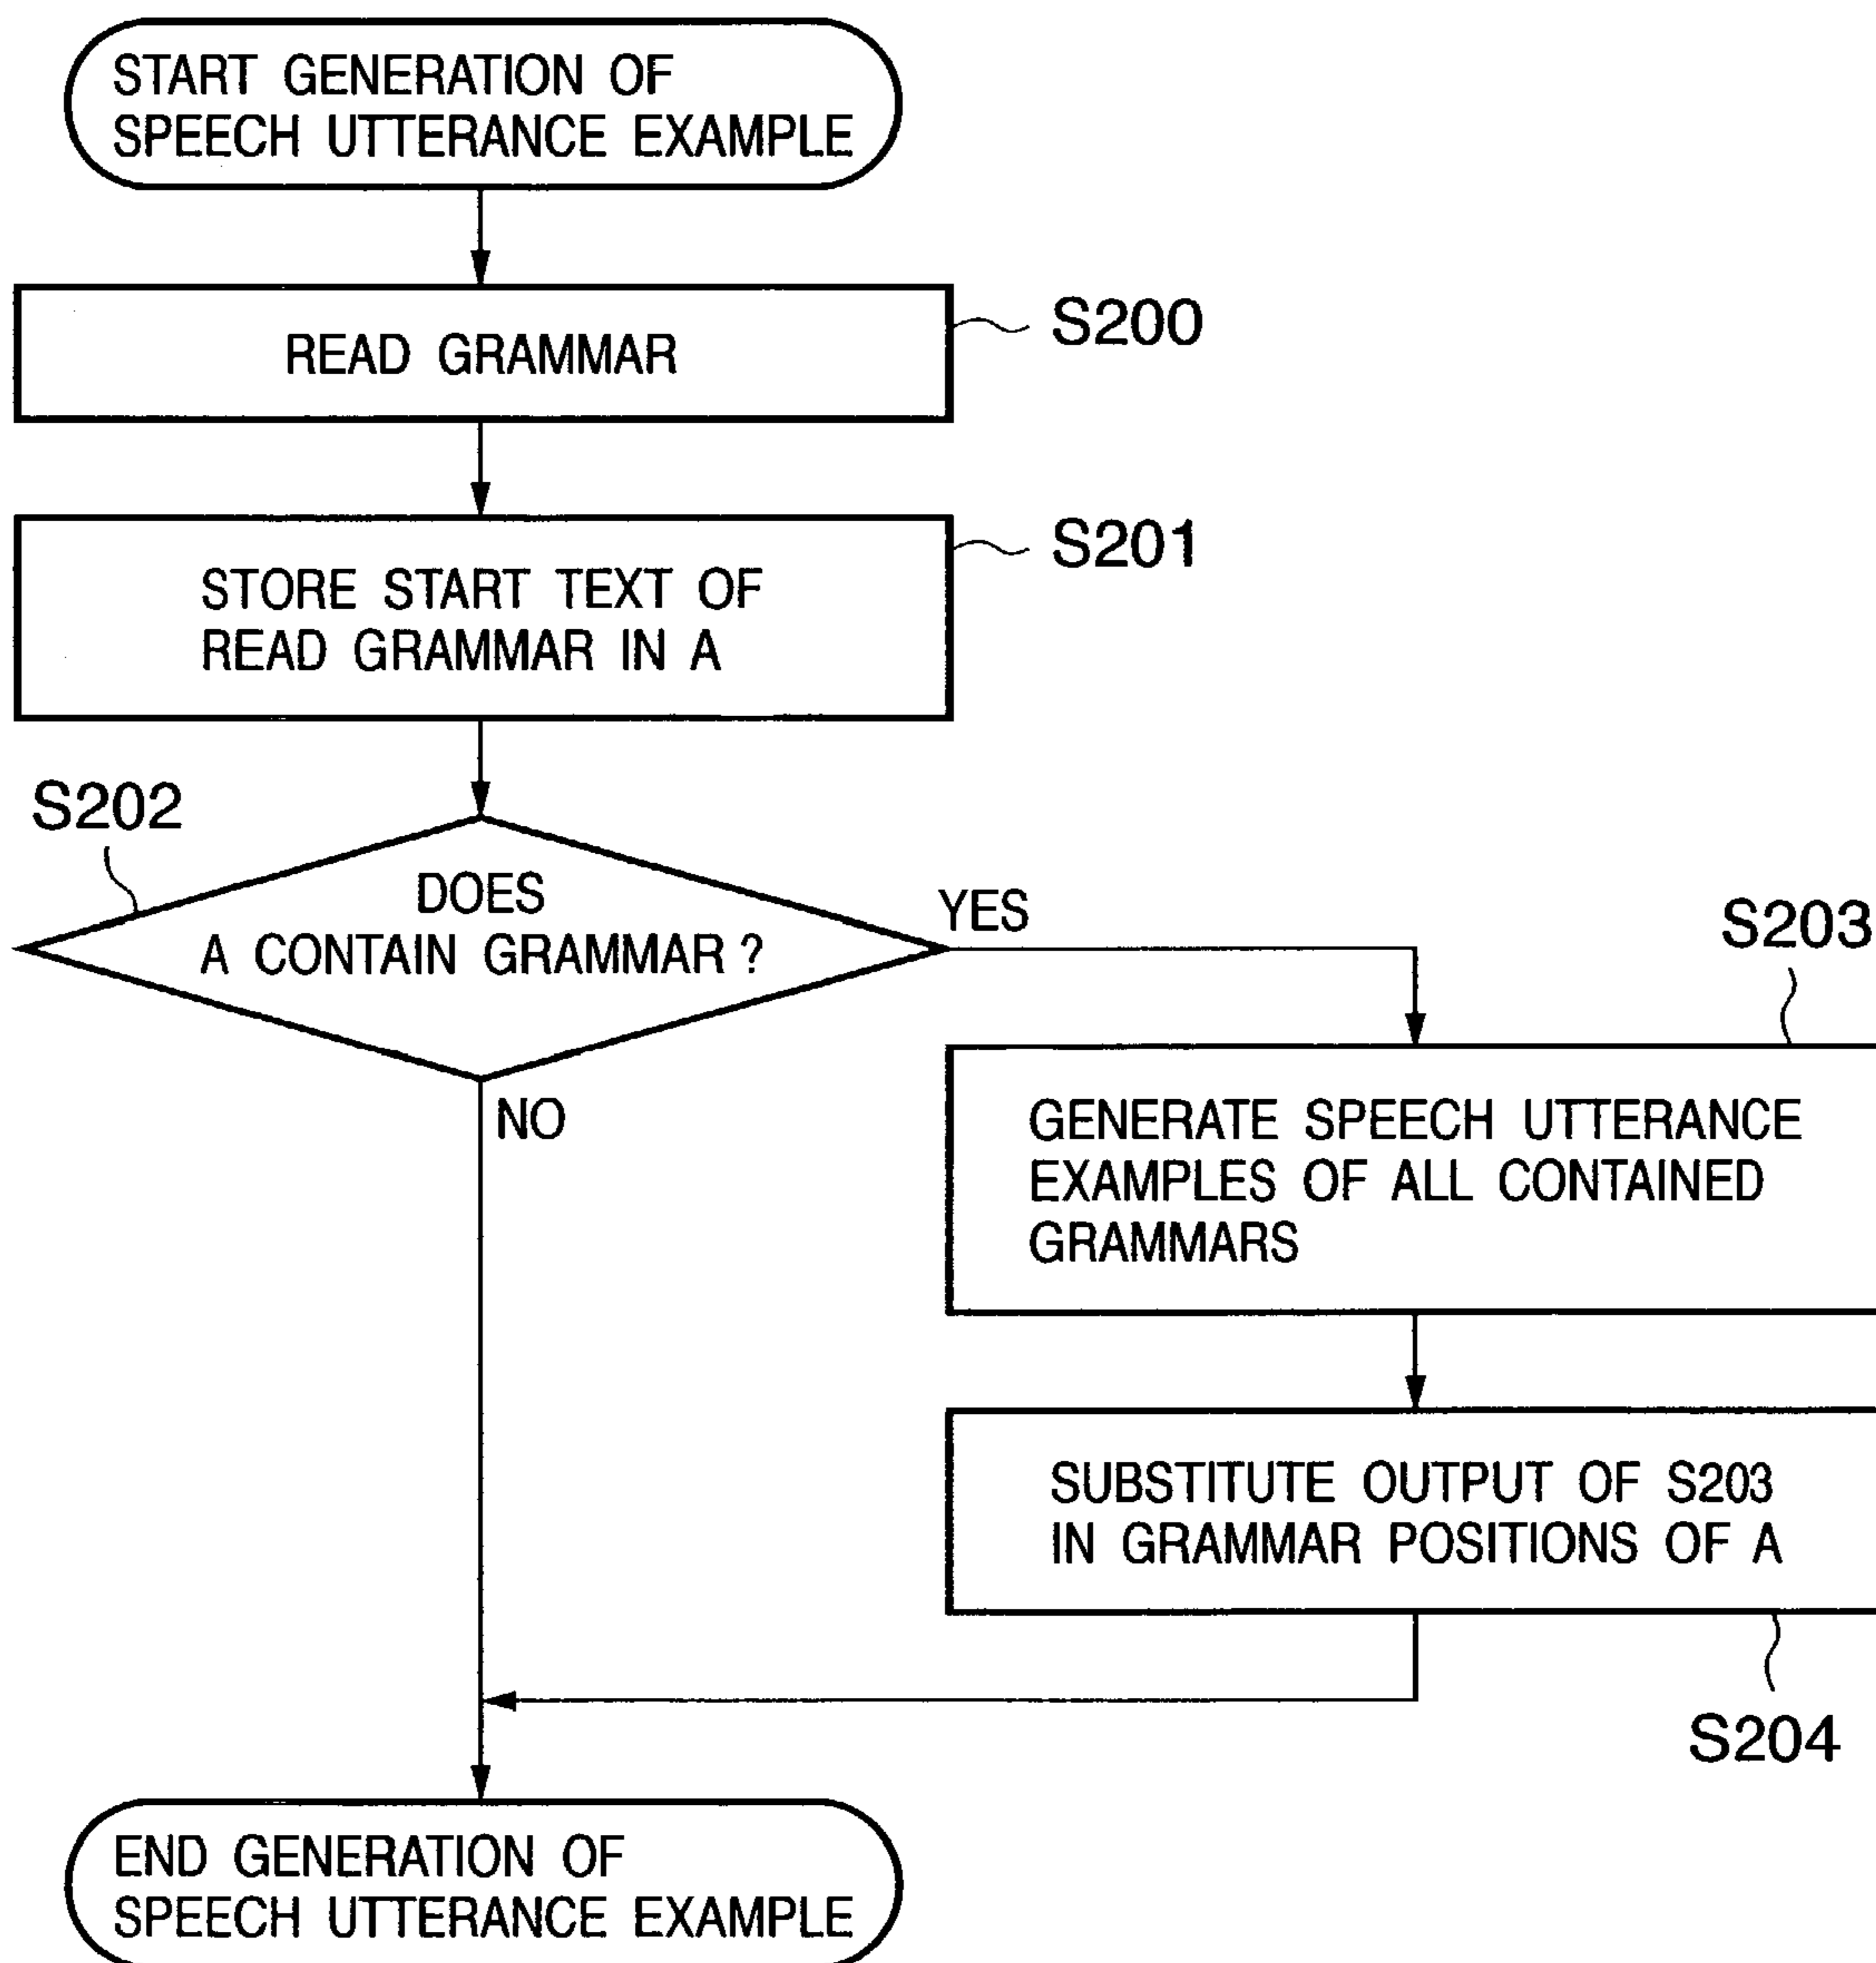 START GENERATION OF
SPEECH UTTERANCE EXAMPLE
READ GRAMMAR
S200
STORE START TEXT OF
READ GRAMMAR IN A
S201
S202
DOES
A CONTAIN GRAMMAR ?
YES
NO
S203
GENERATE SPEECH UTTERANCE
EXAMPLES OF ALL CONTAINED
GRAMMARS
SUBSTITUTE OUTPUT OF S203
IN GRAMMAR POSITIONS OF A
S204
END GENERATION OF
SPEECH UTTERANCE EXAMPLE